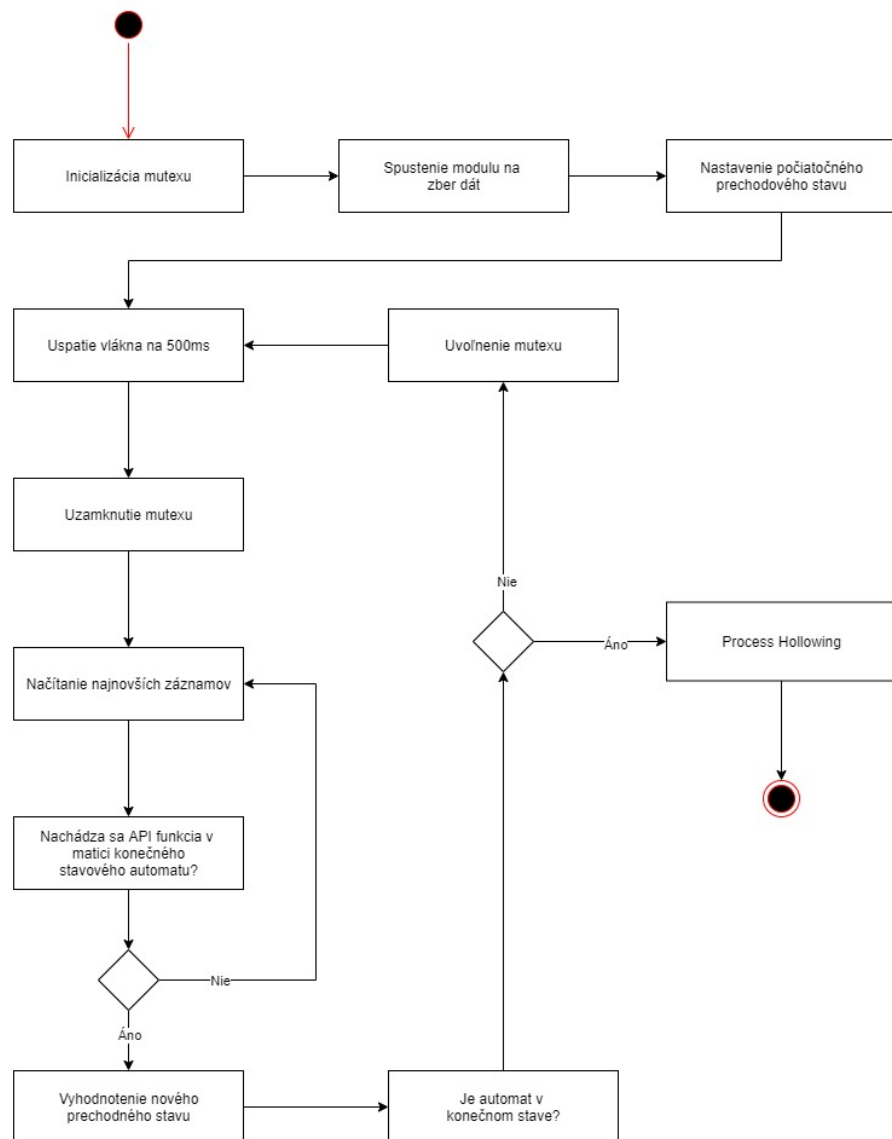 Inicializácia mutexu
Spustenie modulu na
zber dát
Nastavenie počiatočného
prechodového stavu
Uspatie vlákna na 500ms
Uvoľnenie mutexu
Uzamknutie mutexu
Nie
Áno
Process Hollowing
Načítanie najnovších záznamov
Nachádza sa API funkcia v
matici konečného
stavového automatu?
Nie
Áno
Vyhodnotenie nového
prechodného stavu
Je automat v
konečnom stave?